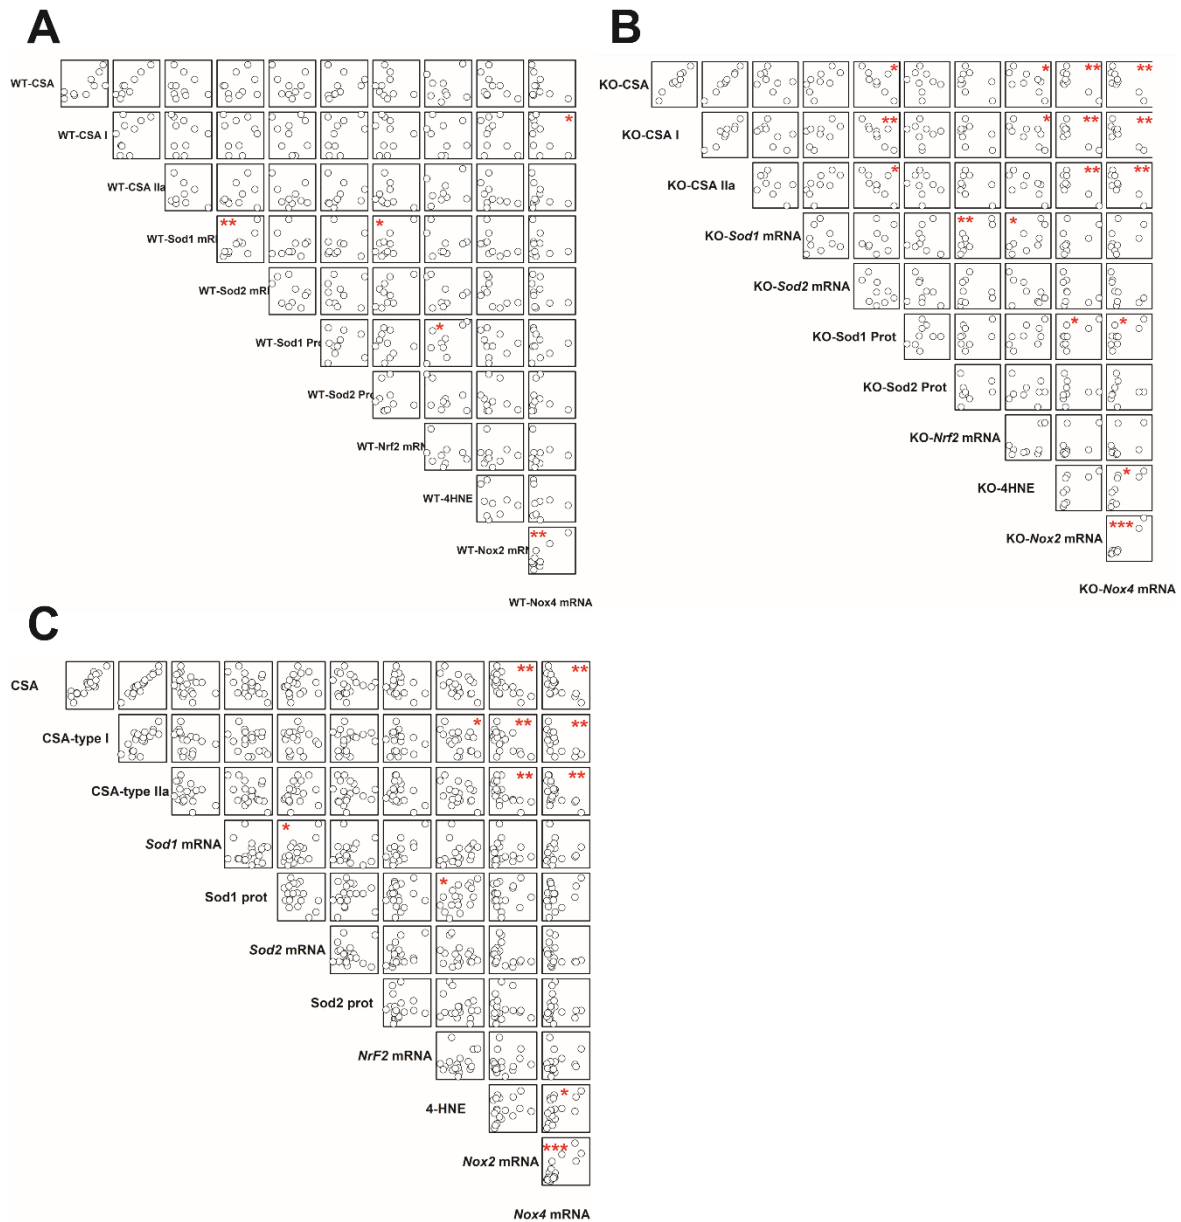 A
WT-CSA
WT-CSA I
*
WT-CSA IIa
WT-Sod1 mR
**
*
WT-Sod2 mR
WT-Sod1 Pro
*
WT-Sod2 Pro
WT-Nrf2 mRN
WT-4HNE
WT-Nox2 mRN
**
WT-Nox4 mRNA
B
KO-CSA
*
*
**
**
KO-CSA I
**
*
**
**
KO-CSA IIa
*
**
**
KO-Sod1 mRNA
**
*
KO-Sod2 mRNA
KO-Sod1 Prot
*
*
KO-Sod2 Prot
KO-Nrf2 mRNA
KO-4HNE
*
KO-Nox2 mRNA
***
KO-Nox4 mRNA
C
CSA
**
**
CSA-type I
*
**
**
CSA-type IIa
**
**
Sod1 mRNA
*
Sod1 prot
*
Sod2 mRNA
Sod2 prot
NrF2 mRNA
4-HNE
*
Nox2 mRNA
***
Nox4 mRNA